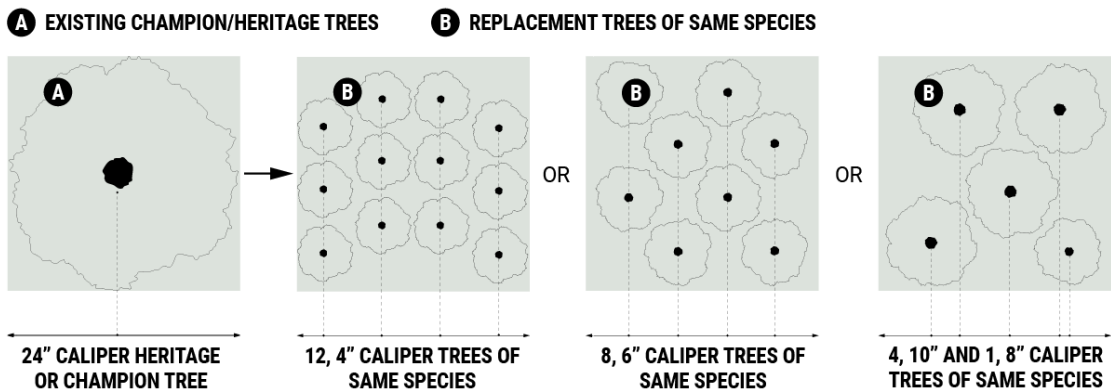 A EXISTING CHAMPION/HERITAGE TREES
B REPLACEMENT TREES OF SAME SPECIES
A
B
B
B
OR
OR
24” CALIPER HERITAGE
OR CHAMPION TREE
12, 4” CALIPER TREES OF
SAME SPECIES
8, 6” CALIPER TREES OF
SAME SPECIES
4, 10” AND 1, 8” CALIPER
TREES OF SAME SPECIES